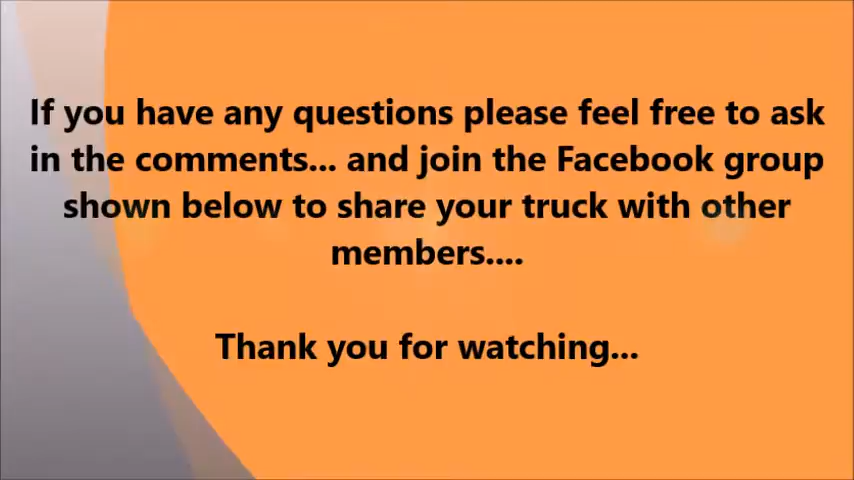 If you have any questions please feel free to ask
in the comments... and join the Facebook group
shown below to share your truck with other
members....
Thank you for watching...